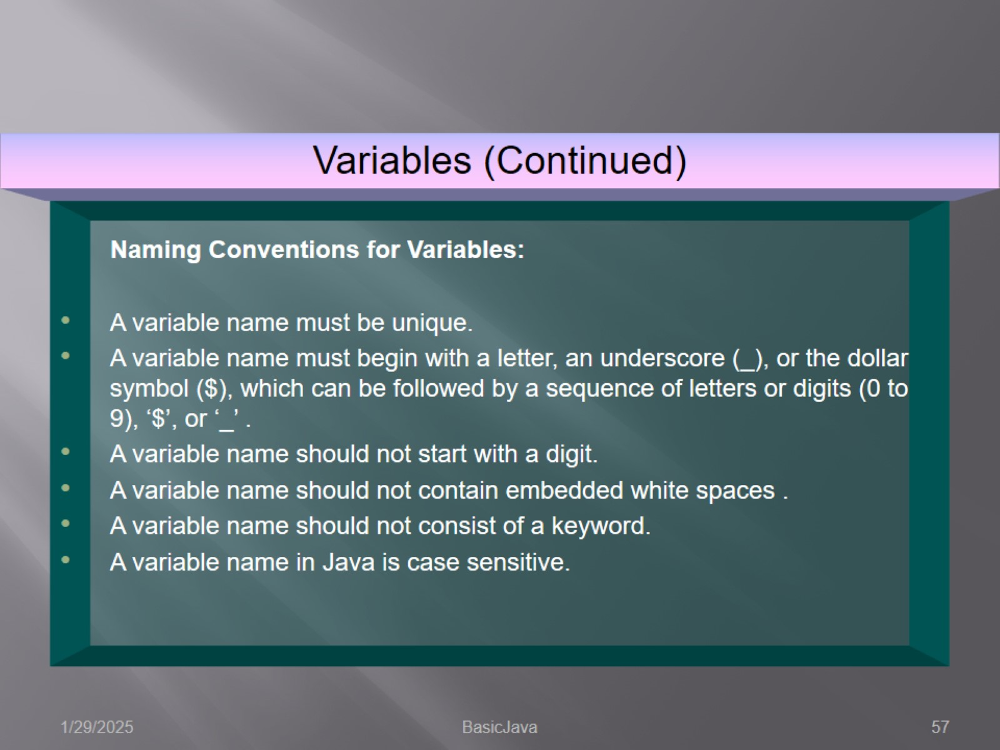 Variables (Continued)
Naming Conventions for Variables:
• A variable name must be unique.
• A variable name must begin with a letter, an underscore (_), or the dollar
symbol ($), which can be followed by a sequence of letters or digits (0 to
9), ‘$’, or ‘_’ .
• A variable name should not start with a digit.
• A variable name should not contain embedded white spaces .
• A variable name should not consist of a keyword.
• A variable name in Java is case sensitive.
1/29/2025
BasicJava
57